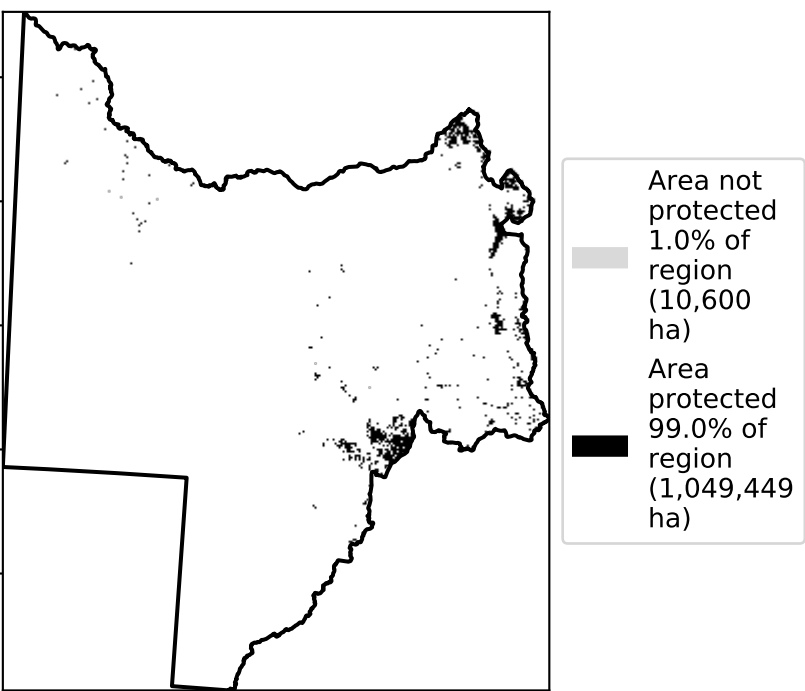 Area not
protected
1.0% of
region
(10,600
ha)
Area
protected
99.0% of
region
(1,049,449
ha)